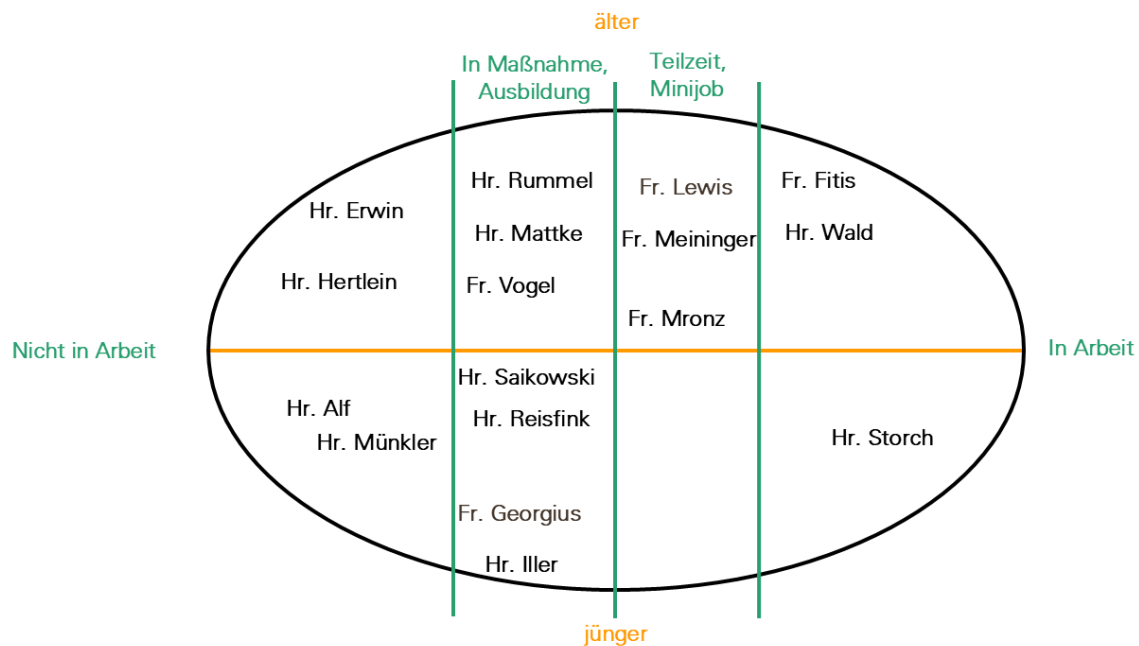 älter
In Maßnahme,
Ausbildung
Teilzeit,
Minijob
Hr. Rummel
Fr. Lewis
Fr. Fitis
Hr. Erwin
Hr. Mattke
Fr. Meininger
Hr. Wald
Hr. Hertlein
Fr. Vogel
Fr. Mronz
Nicht in Arbeit
In Arbeit
Hr. Saikowski
Hr. Alf
Hr. Reisfink
Hr. Münkler
Hr. Storch
Fr. Georgius
Hr. Iller
jünger